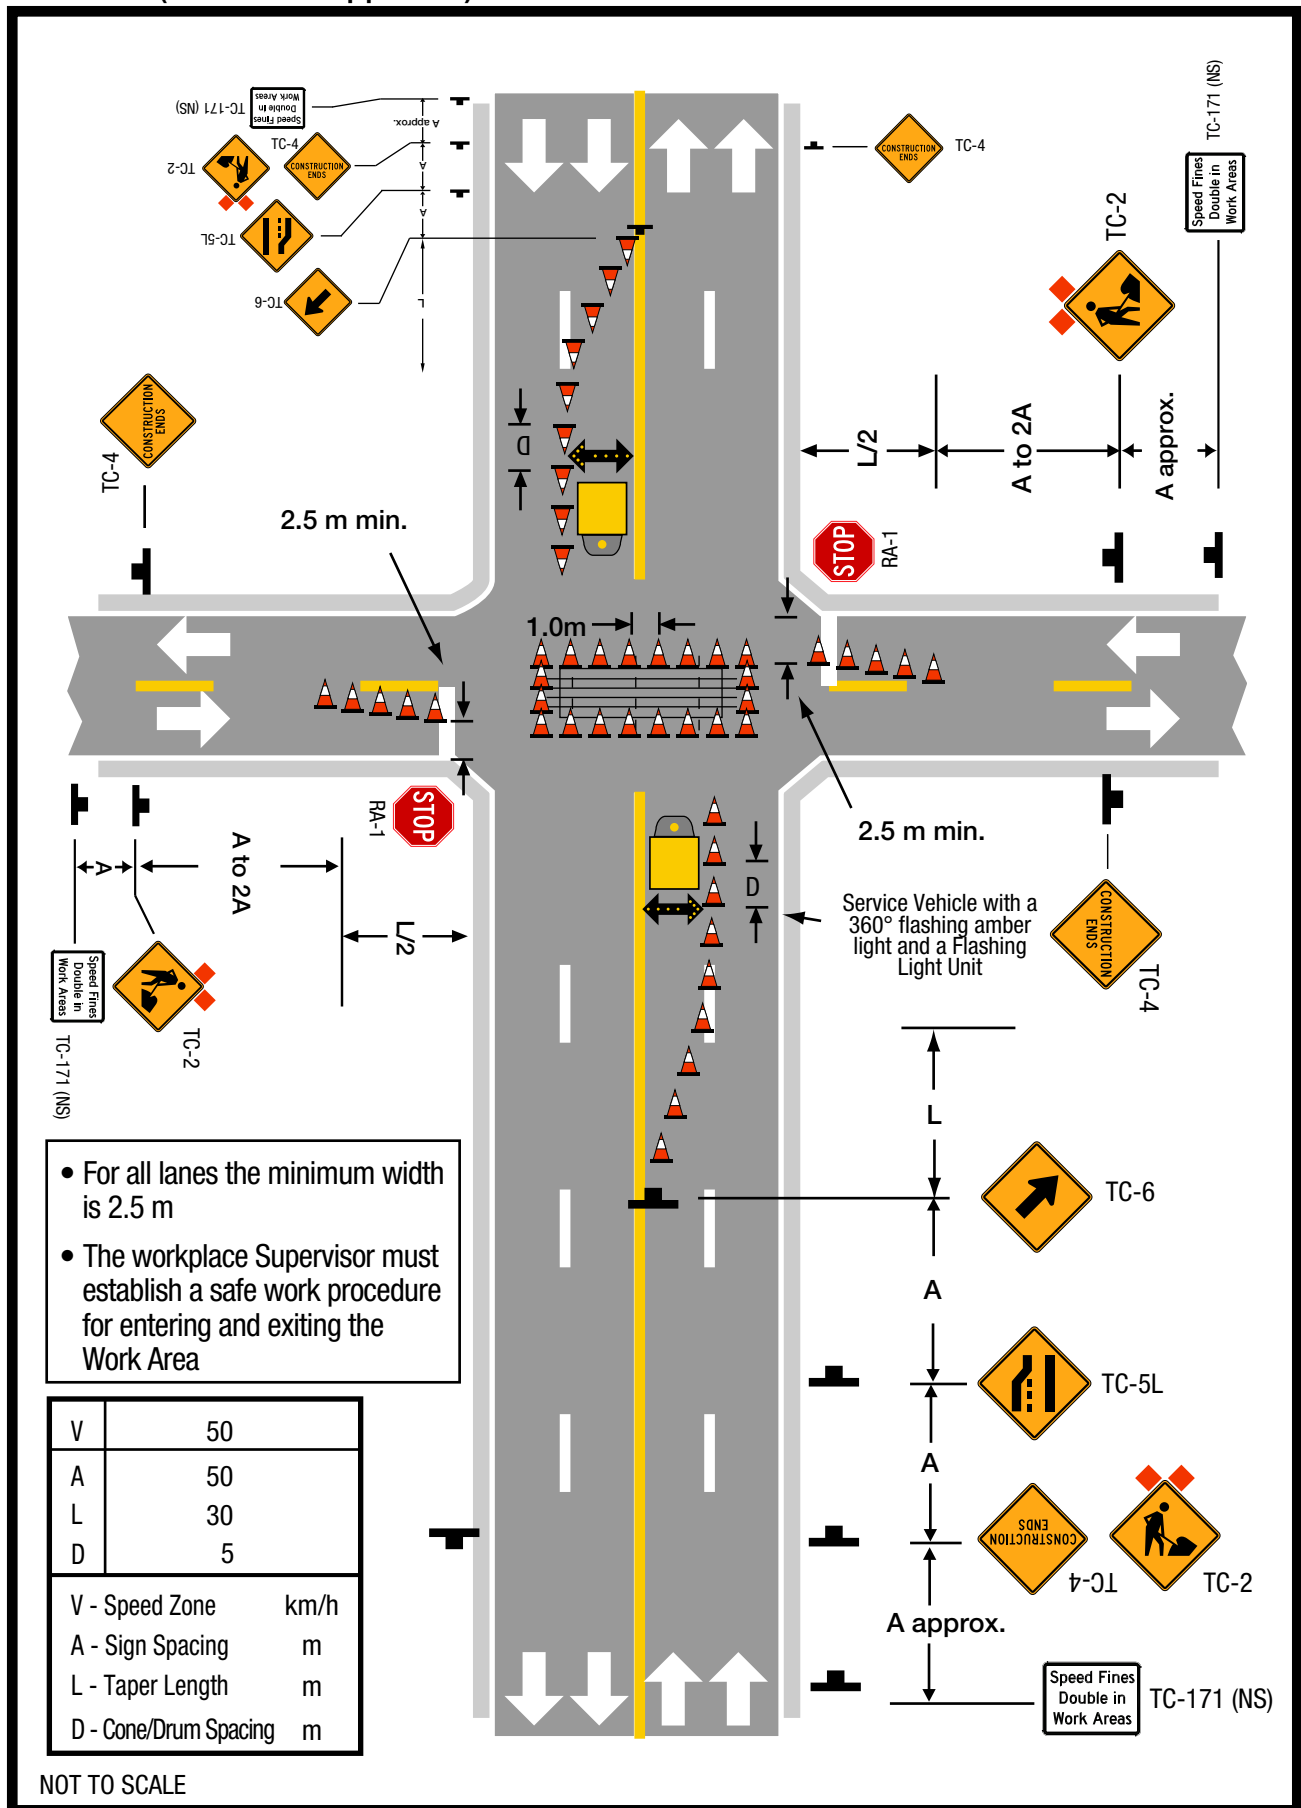 TC-171 (NS)
Speed Fines
Double In
Work Areas
A approx.
TC-4
CONSTRUCTION
ENDS
TC-2
A
TC-5L
A
TC-6
L
CONSTRUCTION
ENDS
TC-4
TC-171 (NS)
Speed Fines
Double in
Work Areas
TC-2
CONSTRUCTION
ENDS
TC-4
D
L/2
A to 2A
A approx.
2.5 m min.
STOP
RA-1
1.0m
STOP
RA-1
2.5 m min.
A
A to 2A
L/2
Speed Fines
Double in
Work Areas
TC-171 (NS)
TC-2
D
Service Vehicle with a
360° flashing amber
light and a Flashing
Light Unit
CONSTRUCTION
ENDS
TC-4
L
TC-6
A
TC-5L
A
CONSTRUCTION
ENDS
TC-4
TC-2
A approx.
Speed Fines
Double in
Work Areas
TC-171 (NS)
• For all lanes the minimum width
is 2.5 m
• The workplace Supervisor must
establish a safe work procedure
for entering and exiting the
Work Area
V 50
A 50
L 30
D 5
V - Speed Zone km/h
A - Sign Spacing m
L - Taper Length m
D - Cone/Drum Spacing m
NOT TO SCALE